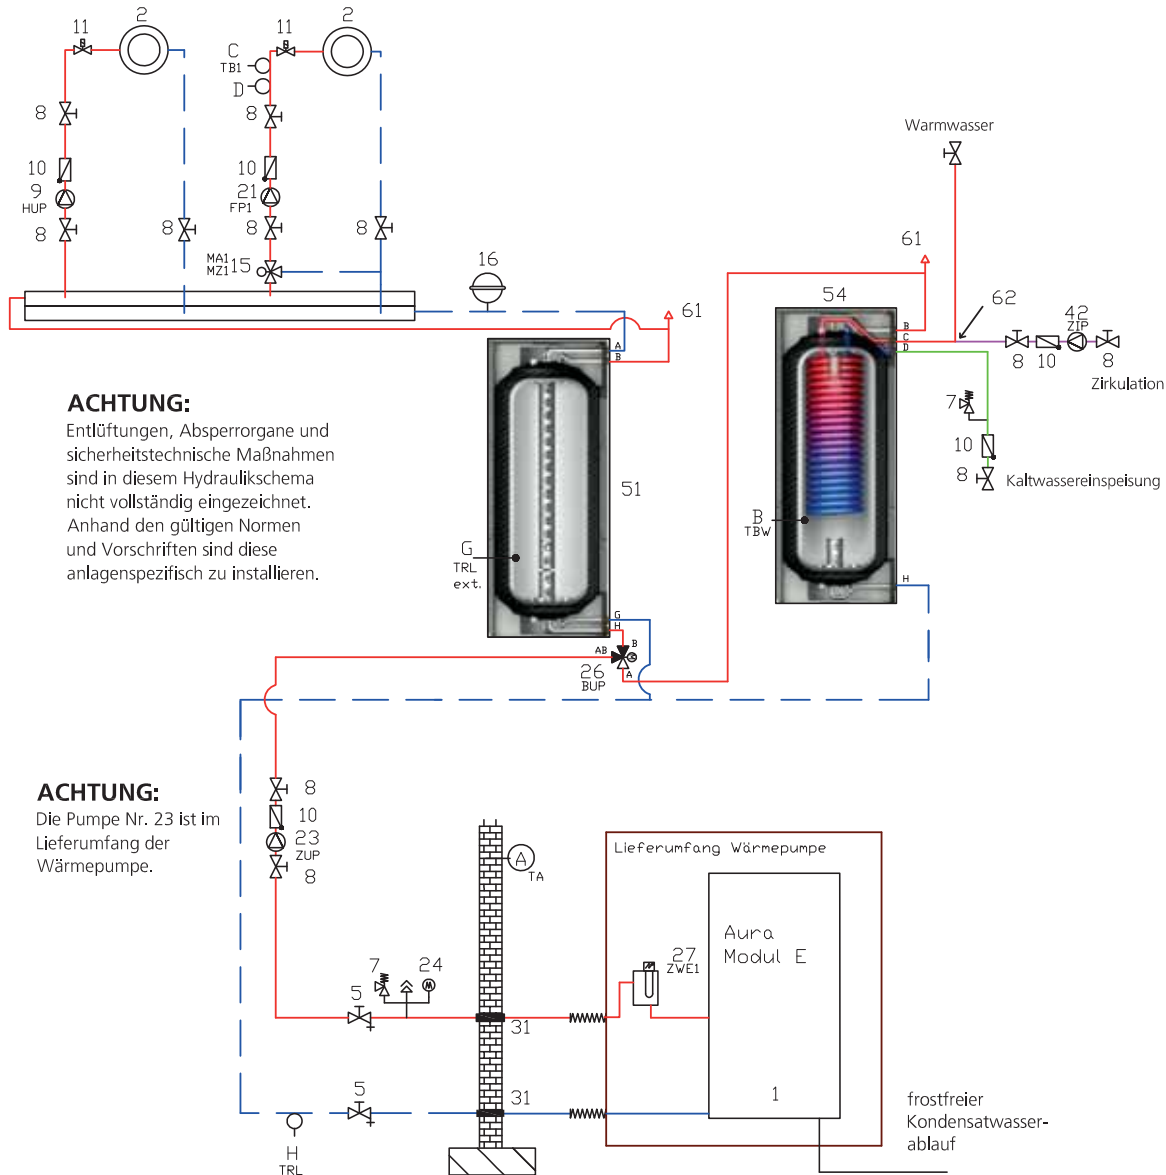 11
2
11
2
C
TB1
D
8
8
10
10
9
HUP
21
FP1
8
8
8
8
MA1
MZ1
15
16
61
A
B
Warmwasser
61
54
62
B
C
D
42
ZIP
8
10
8
Zirkulation
7
10
8
Kaltwassereinspeisung
ACHTUNG:
Entlüftungen, Absperrorgane und
sicherheitstechnische Maßnahmen
sind in diesem Hydraulikschema
nicht vollständig eingezeichnet.
Anhand den gültigen Normen
und Vorschriften sind diese
anlagenspezifisch zu installieren.
51
G
TRL
ext.
B
TBW
H
G
H
AB
B
A
26
BUP
ACHTUNG:
Die Pumpe Nr. 23 ist im
Lieferumfang der
Wärmepumpe.
8
10
23
ZUP
8
A
TA
Lieferumfang Wärmepumpe
Aura
Modul E
27
ZWE1
7
24
M
5
31
5
31
1
H
TRL
frostfreier
Kondensatwasser-
ablauf